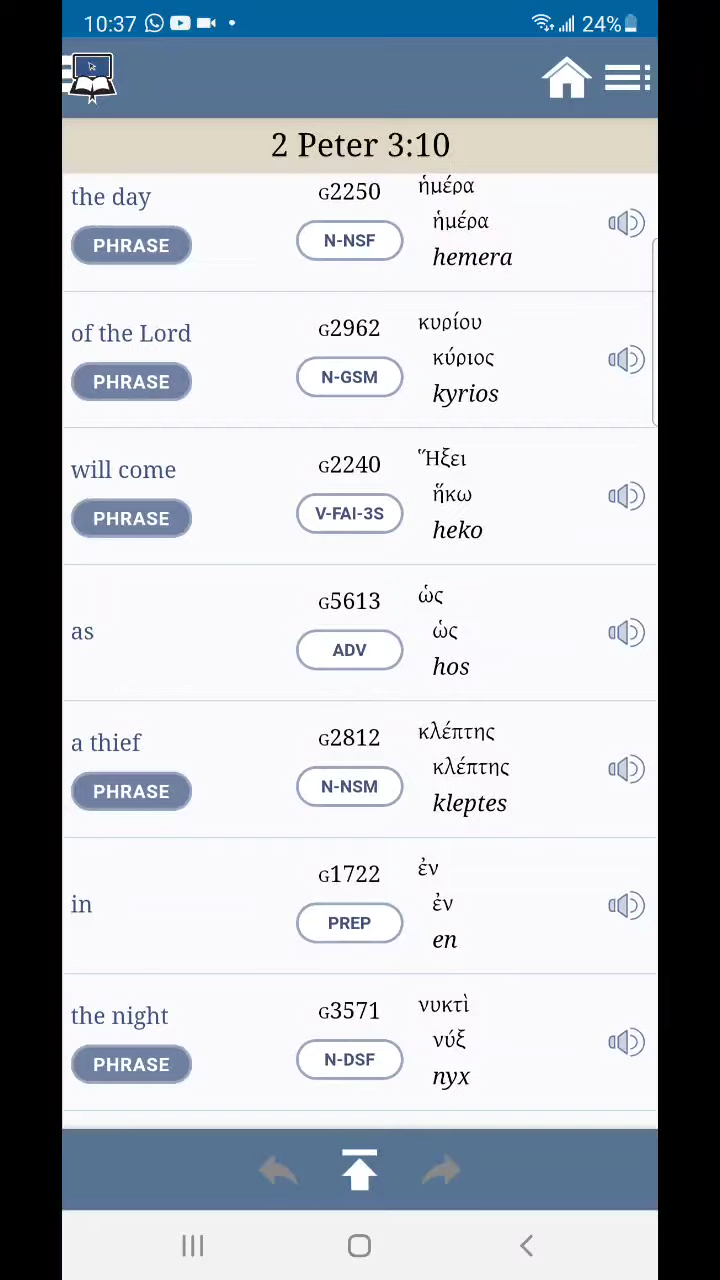 10:37 24%
2 Peter 3:10
the day G2250 ἡμέρα
PHRASE N-NSF ἡμέρα
hemera
of the Lord G2962 κυρίου
PHRASE N-GSM κύριος
kyrios
will come G2240 Ἥξει
PHRASE V-FAI-3S ἥκω
heko
as G5613 ὡς
ADV ὡς
hos
a thief G2812 κλέπτης
PHRASE N-NSM κλέπτης
kleptes
in G1722 ἐν
PREP ἐν
en
the night G3571 νυκτὶ
PHRASE N-DSF νύξ
nyx